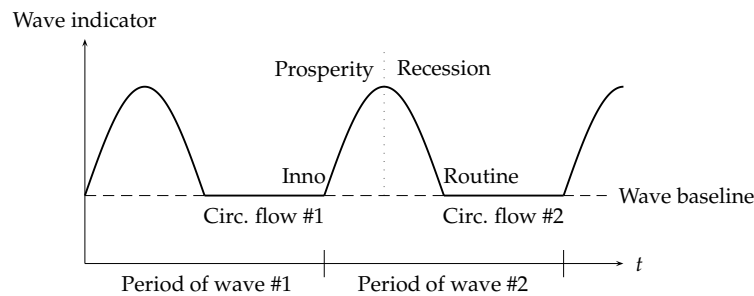 Wave indicator
Prosperity Recession
Inno Routine
Wave baseline
Circ. flow #1 Circ. flow #2
t
Period of wave #1 Period of wave #2